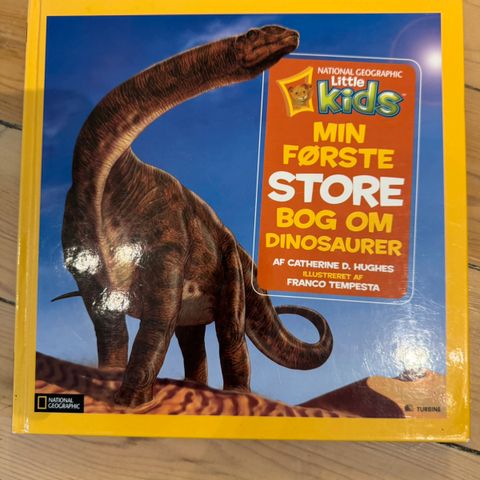 NATIONAL GEOGRAPHIC
Little
kids
MIN
FØRSTE
STORE
BOG OM
DINOSAURER
AF CATHERINE D. HUGHES
ILLUSTRERET AF
FRANCO TEMPESTA
NATIONAL
GEOGRAPHIC
TURBINE